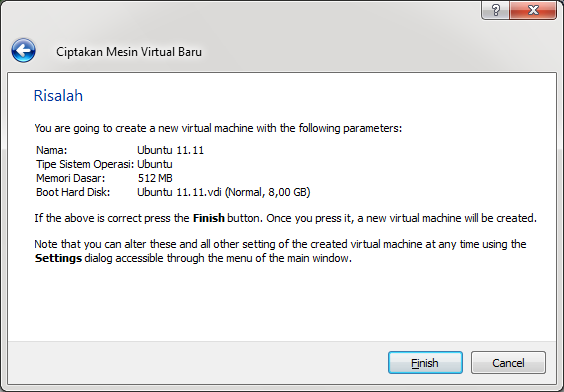 Ciptakan Mesin Virtual Baru
Risalah
You are going to create a new virtual machine with the following parameters:
Nama: Ubuntu 11.11
Tipe Sistem Operasi: Ubuntu
Memori Dasar: 512 MB
Boot Hard Disk: Ubuntu 11.11.vdi (Normal, 8,00 GB)
If the above is correct press the Finish button. Once you press it, a new virtual machine will be created.
Note that you can alter these and all other setting of the created virtual machine at any time using the
Settings dialog accessible through the menu of the main window.
Finish Cancel